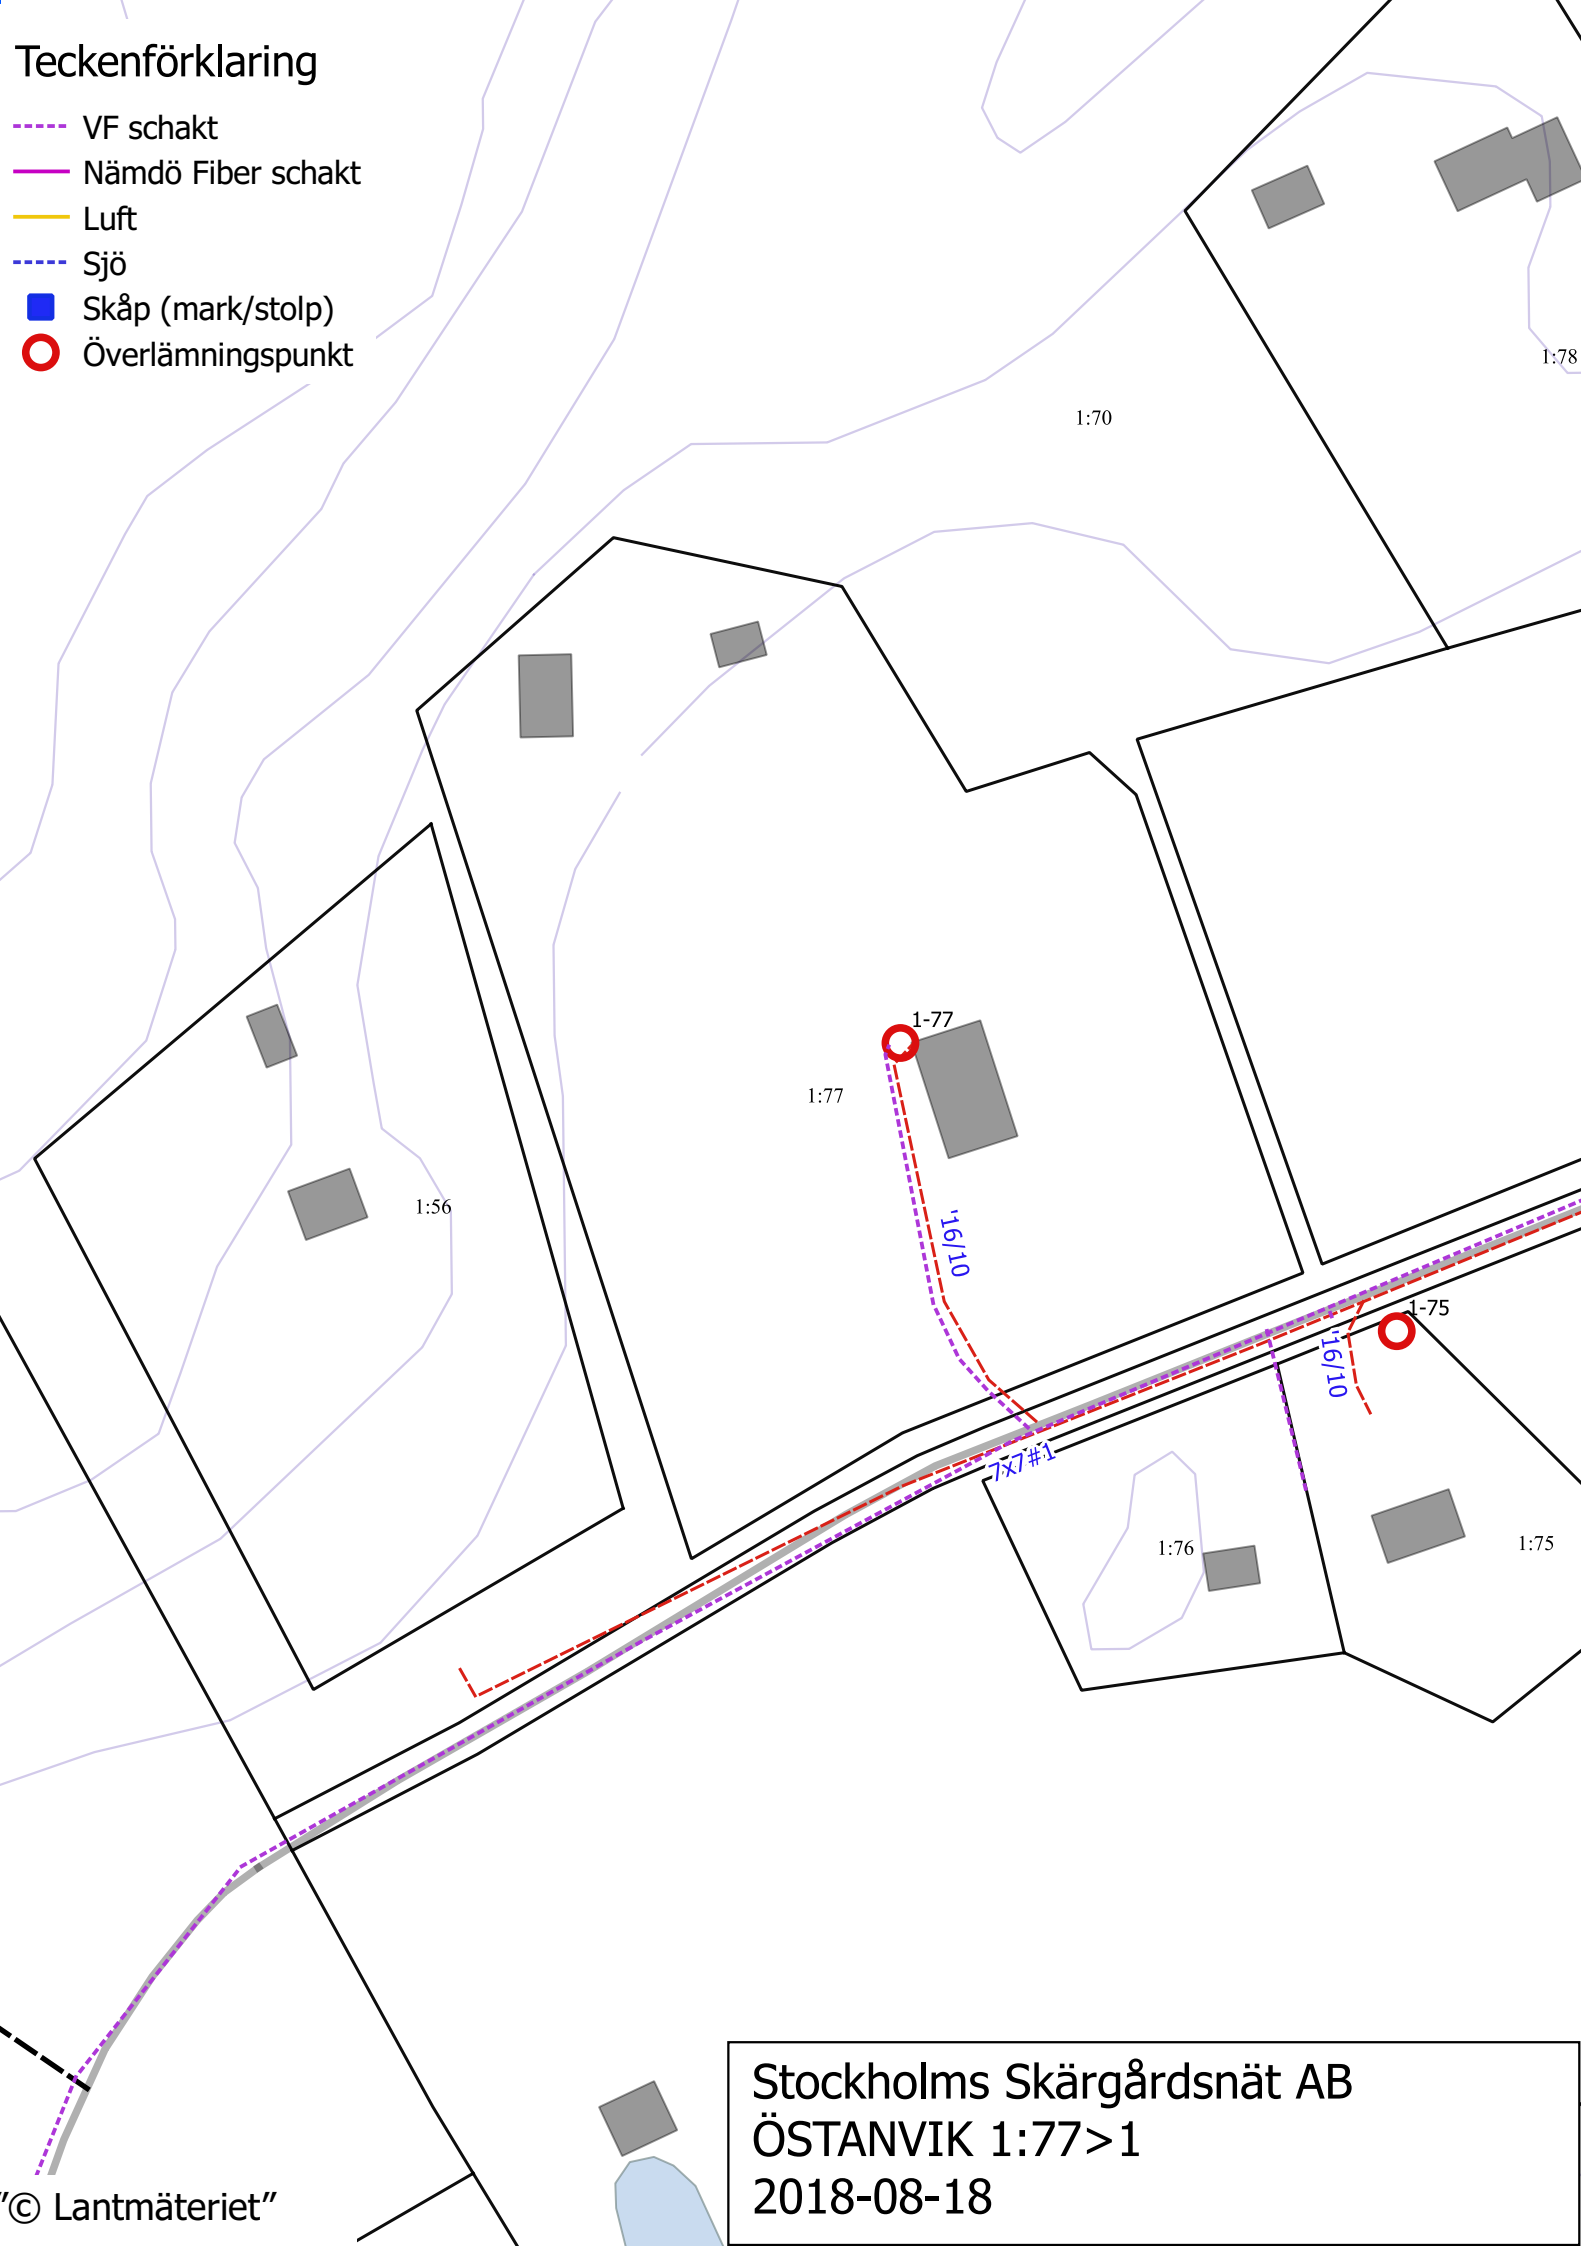 Teckenförklaring
VF schakt
Nämdö Fiber schakt
Luft
Sjö
Skåp (mark/stolp)
Överlämningspunkt
1:78
1:70
1-77
1:77
1:56
'16/10
1-75
'16/10
7x7#1
1:76
1:75
Stockholms Skärgårdsnät AB
ÖSTANVIK 1:77>1
2018-08-18
"© Lantmäteriet"